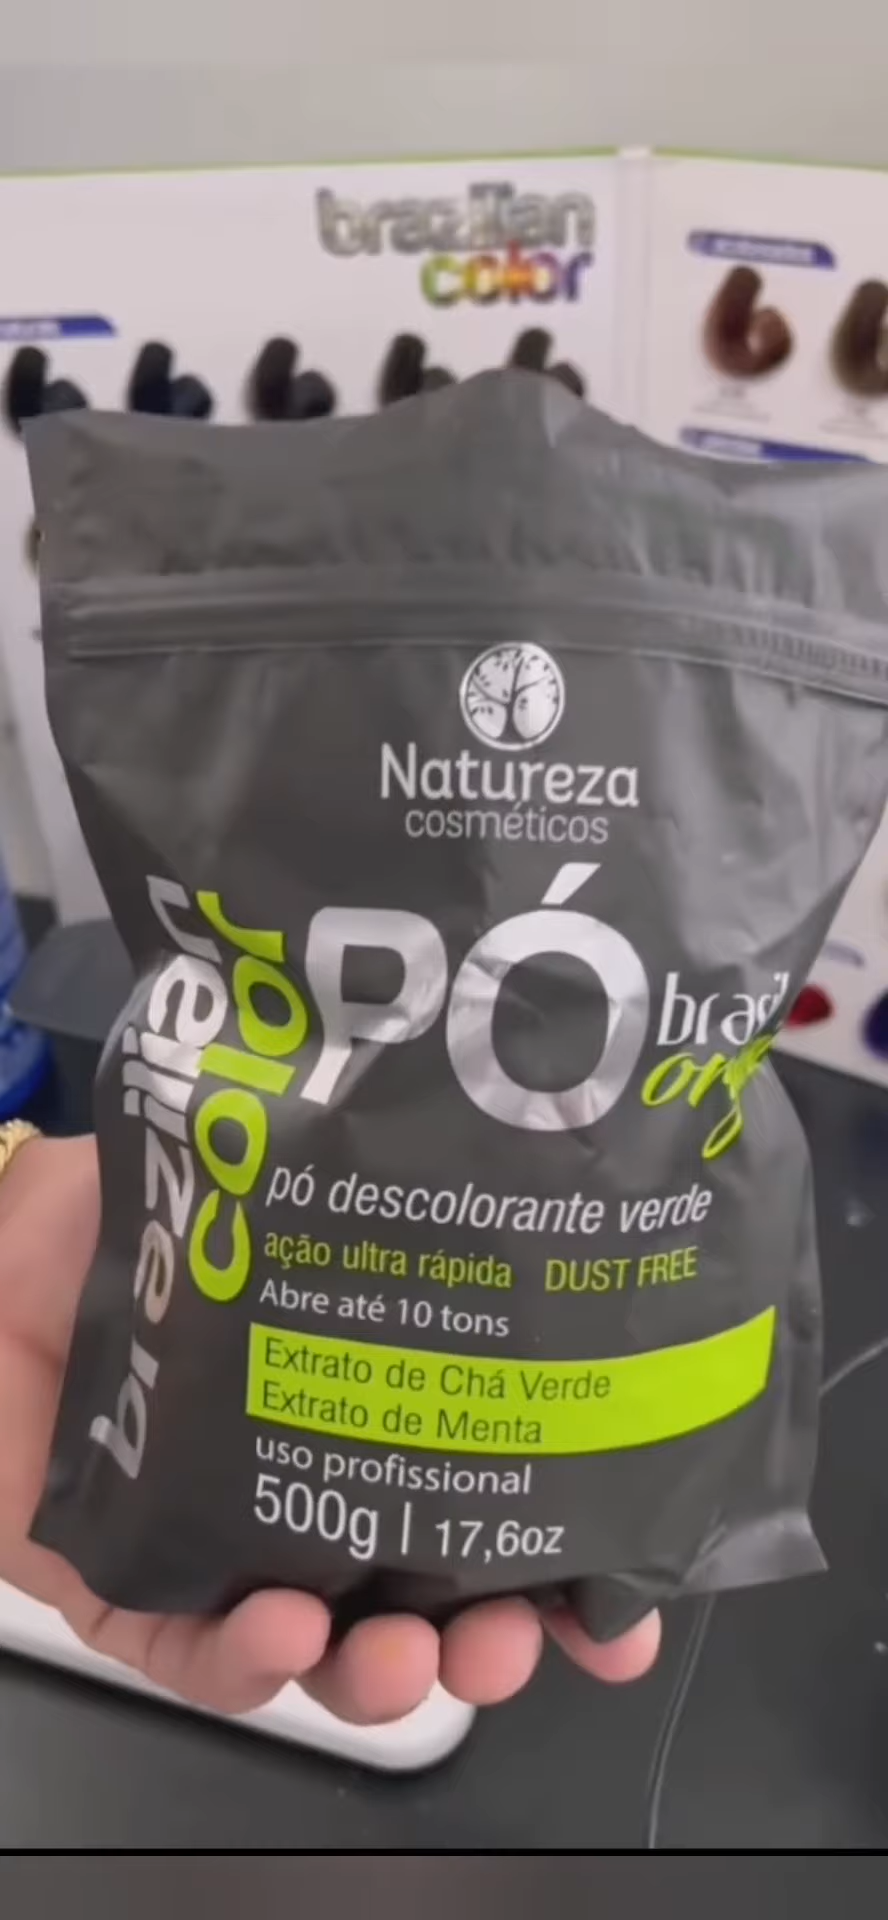 brazilian
color
Natureza
cosméticos
PÓ
brazilian
color
pó descolorante verde
ação ultra rápida DUST FREE
Abre até 10 tons
Extrato de Chá Verde
Extrato de Menta
uso profissional
500g | 17,6oz